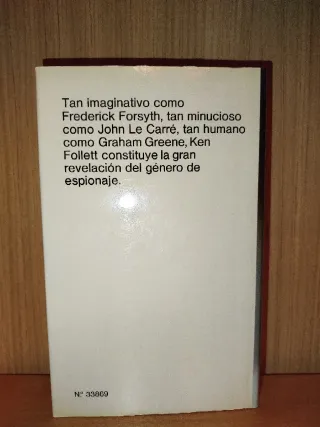 Tan imaginativo como
Frederick Forsyth, tan minucioso
como John Le Carré, tan humano
como Graham Greene, Ken
Follett constituye la gran
revelación del género de
espionaje.
N.° 33869